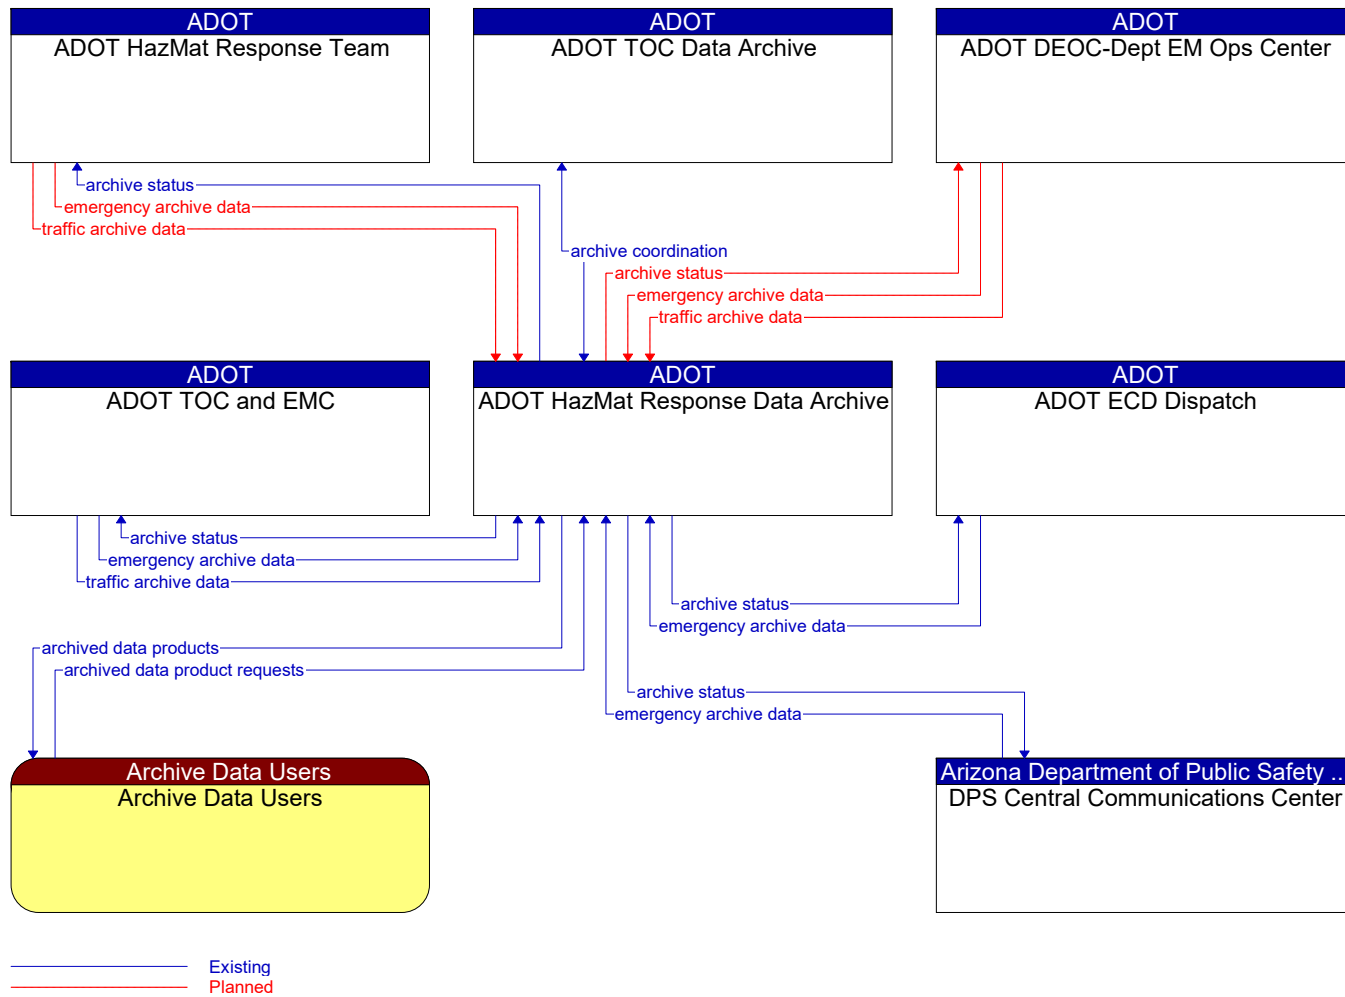 ADOT
ADOT HazMat Response Team
ADOT
ADOT TOC Data Archive
ADOT
ADOT DEOC-Dept EM Ops Center
archive status
emergency archive data
traffic archive data
archive coordination
archive status
emergency archive data
traffic archive data
ADOT
ADOT TOC and EMC
ADOT
ADOT HazMat Response Data Archive
ADOT
ADOT ECD Dispatch
archive status
emergency archive data
traffic archive data
archive status
emergency archive data
archived data products
archived data product requests
archive status
emergency archive data
Archive Data Users
Archive Data Users
Arizona Department of Public Safety ..
DPS Central Communications Center
Existing
Planned